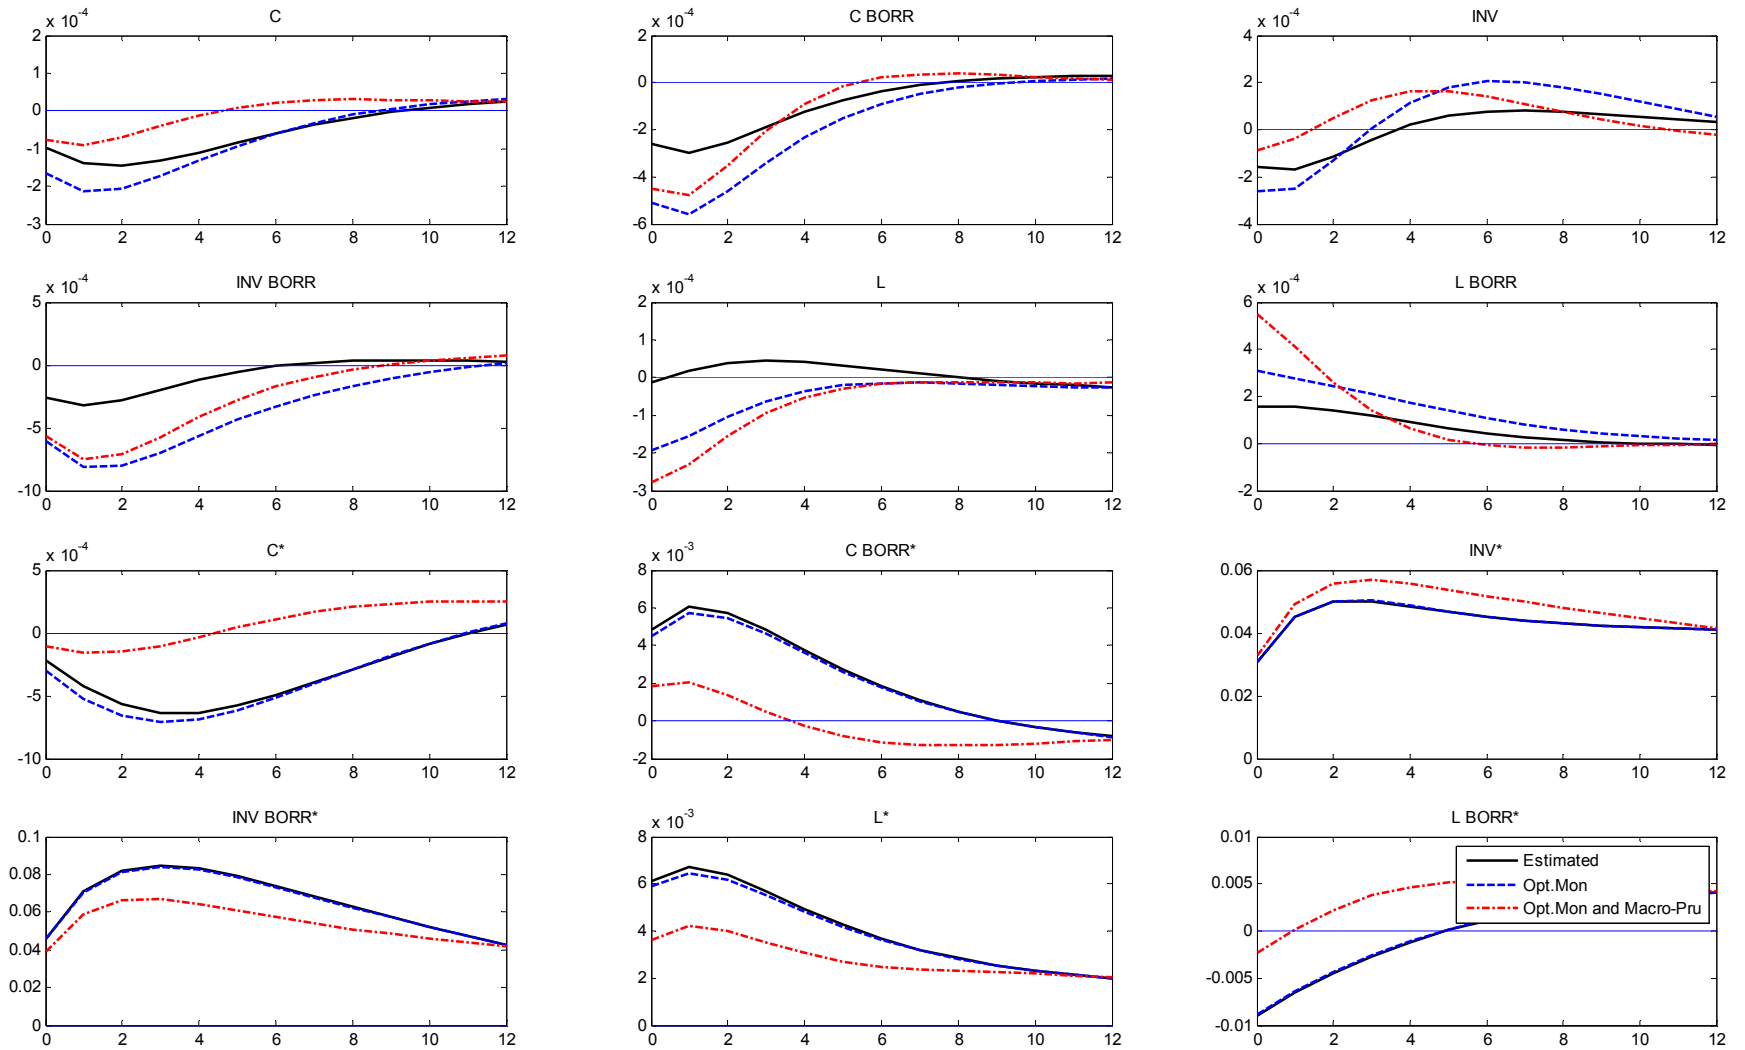 C
x 10^-4
2
1
0
-1
-2
-3
0 2 4 6 8 10 12
C BORR
x 10^-4
2
0
-2
-4
-6
0 2 4 6 8 10 12
INV
x 10^-4
4
2
0
-2
-4
0 2 4 6 8 10 12
INV BORR
x 10^-4
5
0
-5
-10
0 2 4 6 8 10 12
L
x 10^-4
2
1
0
-1
-2
-3
0 2 4 6 8 10 12
L BORR
x 10^-4
6
4
2
0
-2
0 2 4 6 8 10 12
C*
x 10^-4
5
0
-5
-10
0 2 4 6 8 10 12
C BORR*
x 10^-3
8
6
4
2
0
-2
0 2 4 6 8 10 12
INV*
0.06
0.04
0.02
0
0 2 4 6 8 10 12
INV BORR*
0.1
0.08
0.06
0.04
0.02
0
0 2 4 6 8 10 12
L*
x 10^-3
8
6
4
2
0
0 2 4 6 8 10 12
L BORR*
0.01
0.005
0
-0.005
-0.01
0 2 4 6 8 10 12
Estimated
Opt.Mon
Opt.Mon and Macro-Pru